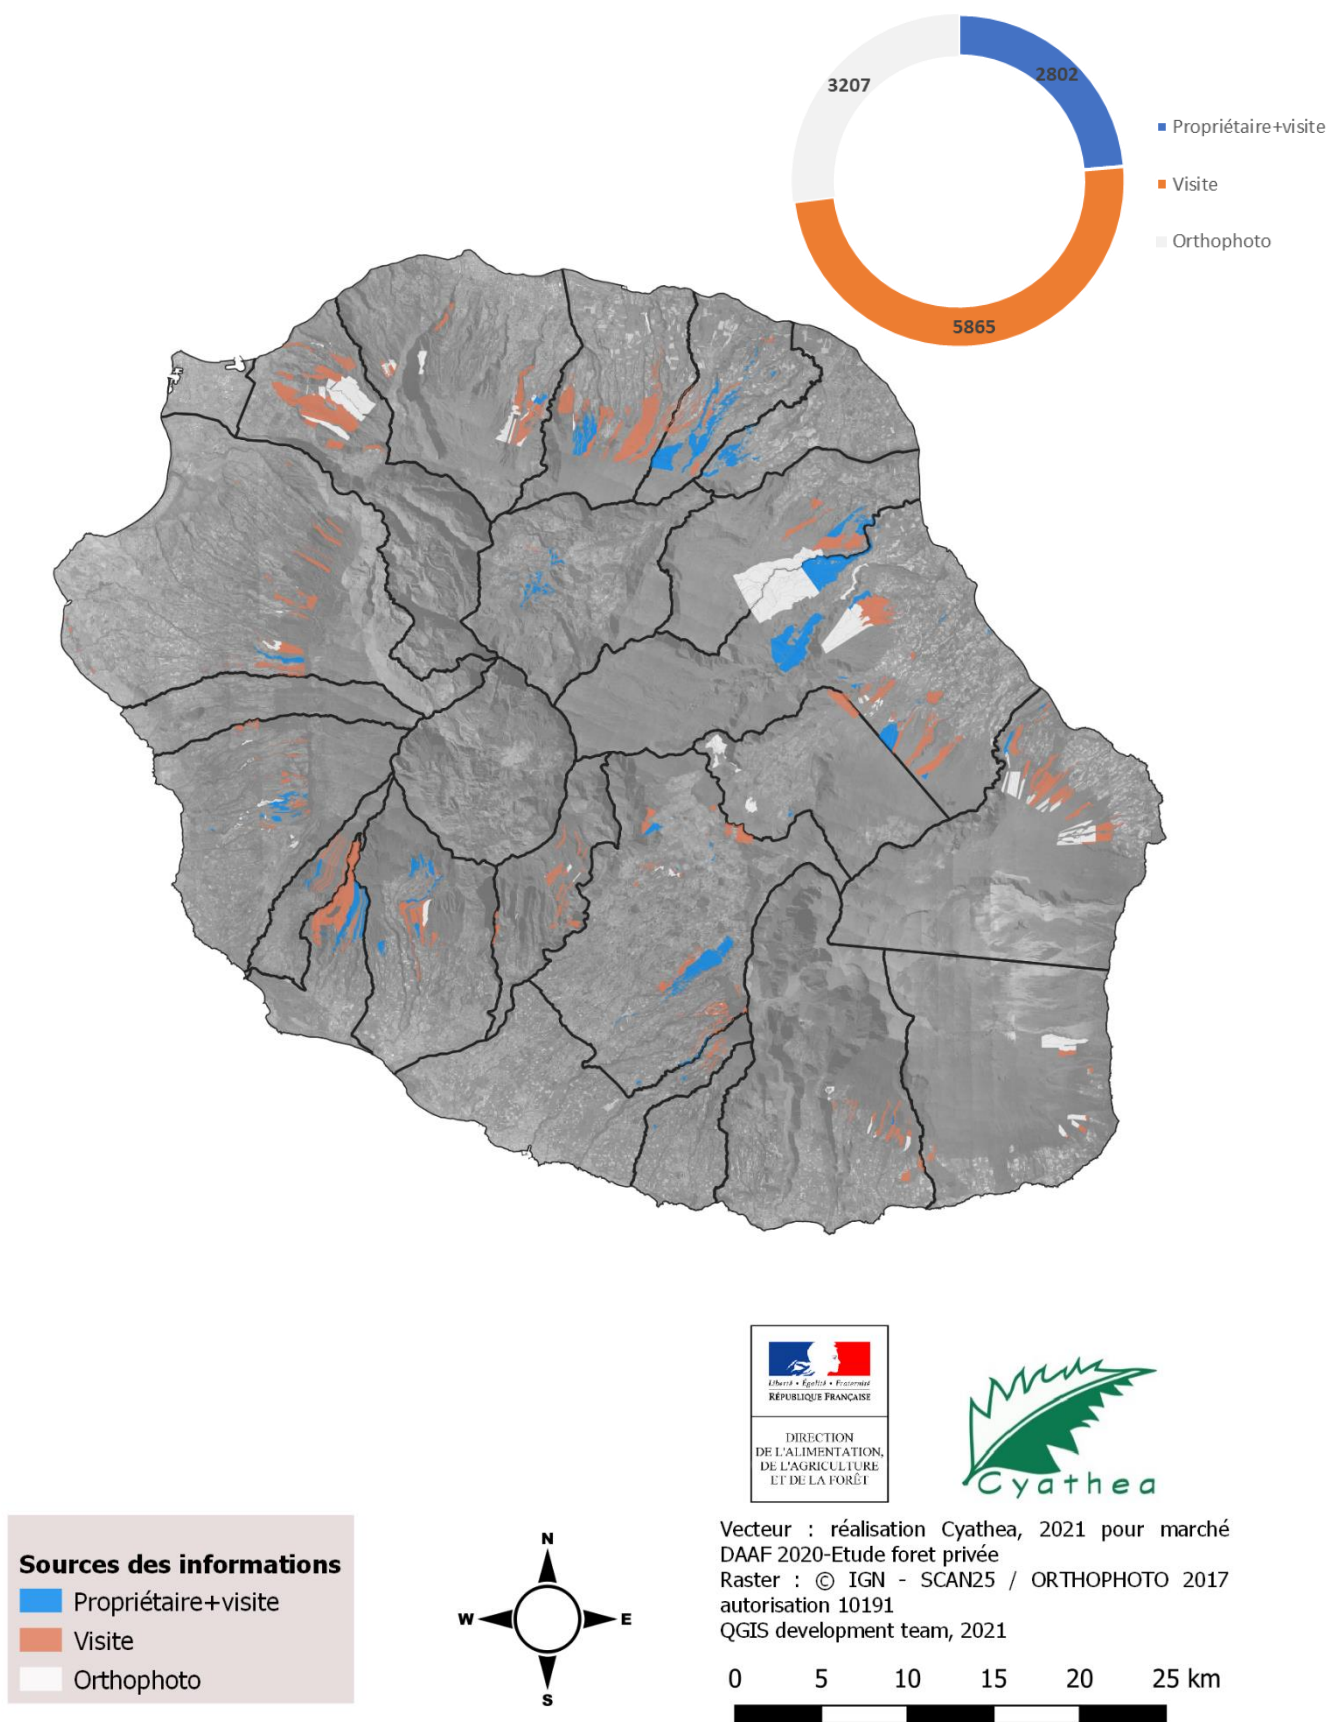 2802
3207
5865
Propriétaire+visite
Visite
Orthophoto
Liberté • Égalité • Fraternité
RÉPUBLIQUE FRANÇAISE
DIRECTION
DE L'ALIMENTATION,
DE L'AGRICULTURE
ET DE LA FORÊT
Cyathea
Sources des informations
Propriétaire+visite
Visite
Orthophoto
N
W
E
S
Vecteur : réalisation Cyathea, 2021 pour marché
DAAF 2020-Etude foret privée
Raster : © IGN - SCAN25 / ORTHOPHOTO 2017
autorisation 10191
QGIS development team, 2021
0 5 10 15 20 25 km